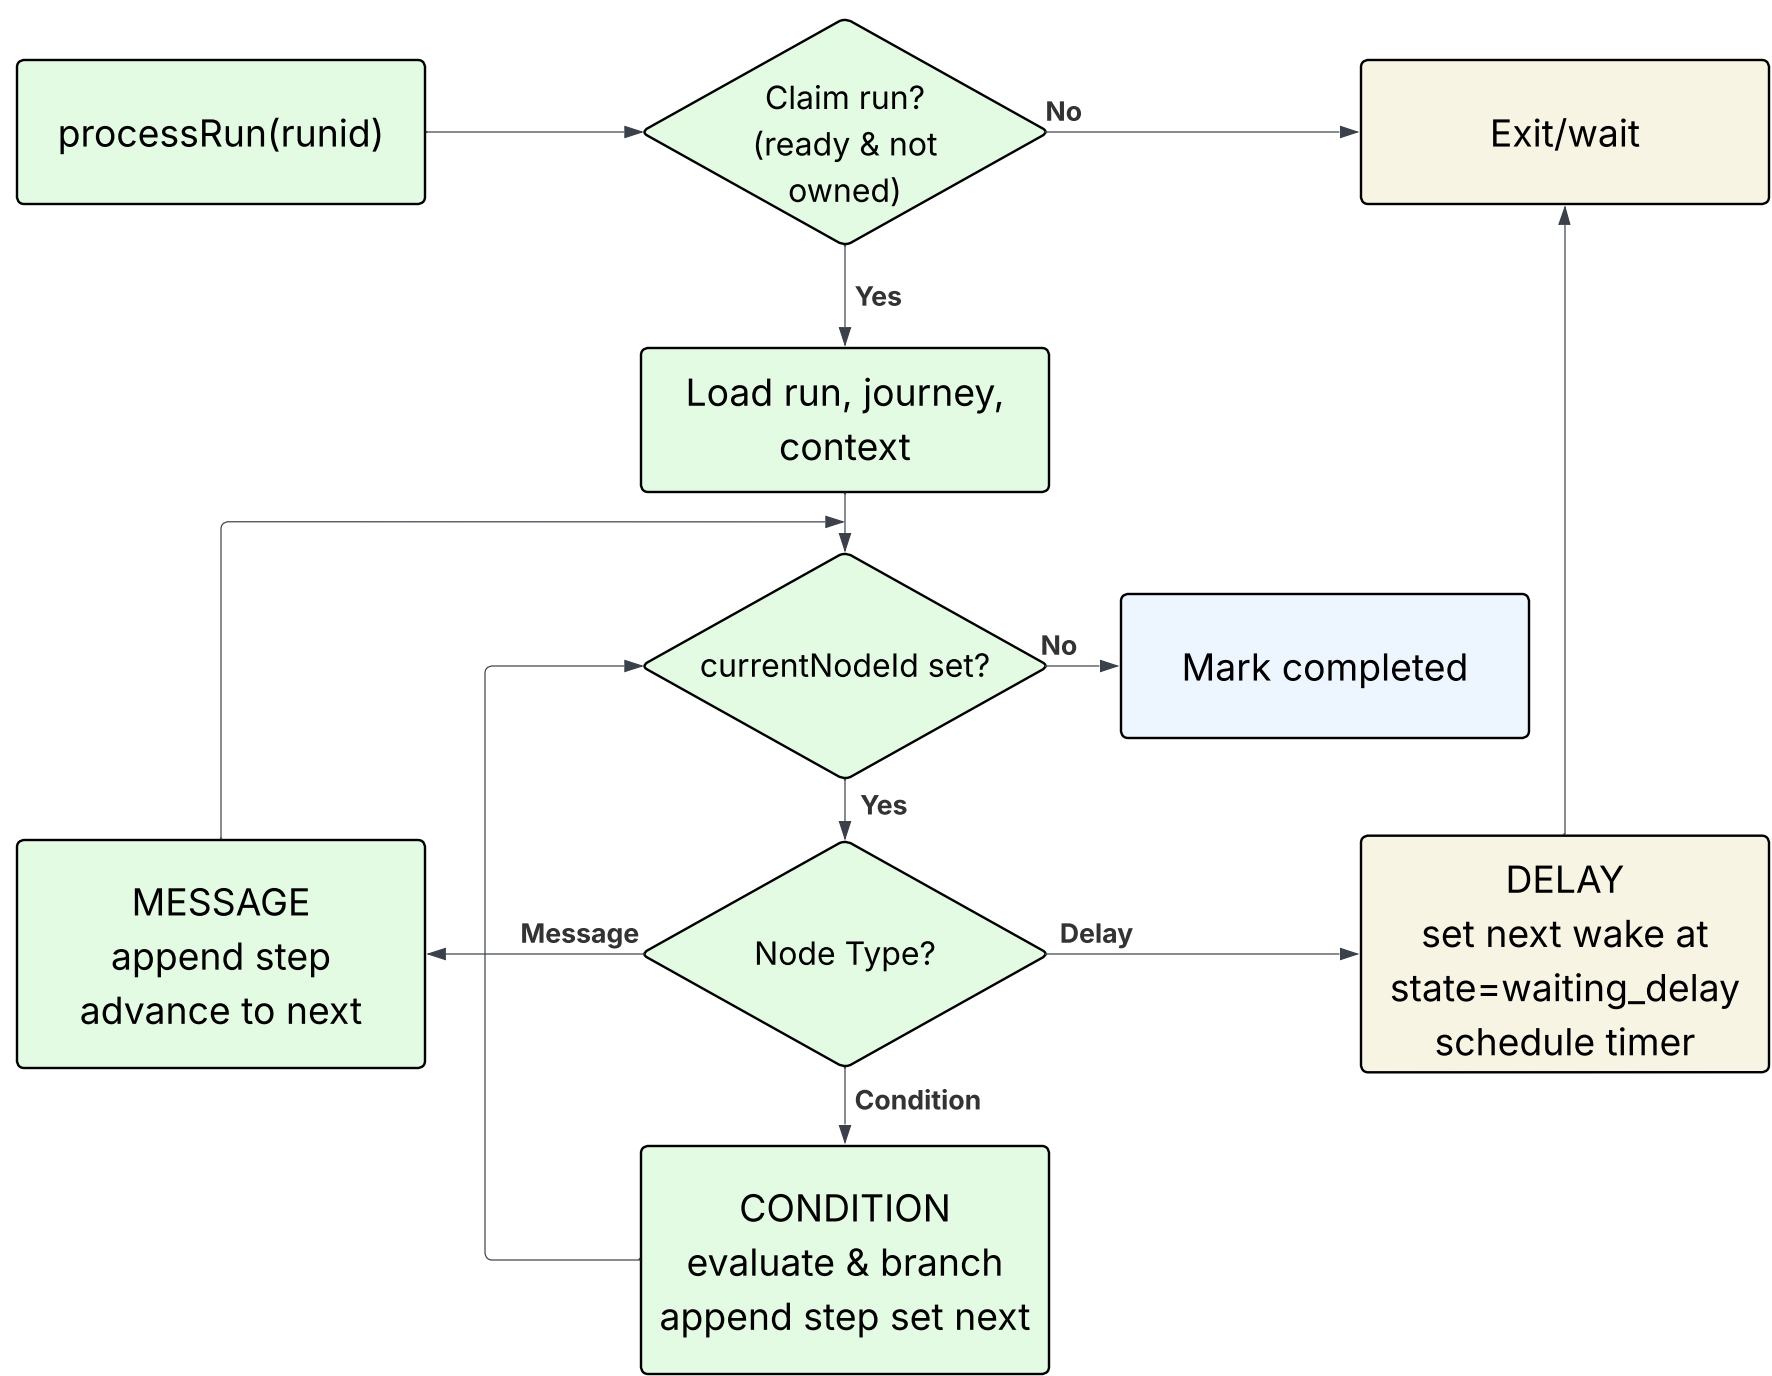 processRun(runid)
Claim run?
(ready & not
owned)
No
Exit/wait
Yes
Load run, journey,
context
currentNodeId set?
No
Mark completed
Yes
MESSAGE
append step
advance to next
Message
Node Type?
Delay
DELAY
set next wake at
state=waiting_delay
schedule timer
Condition
CONDITION
evaluate & branch
append step set next